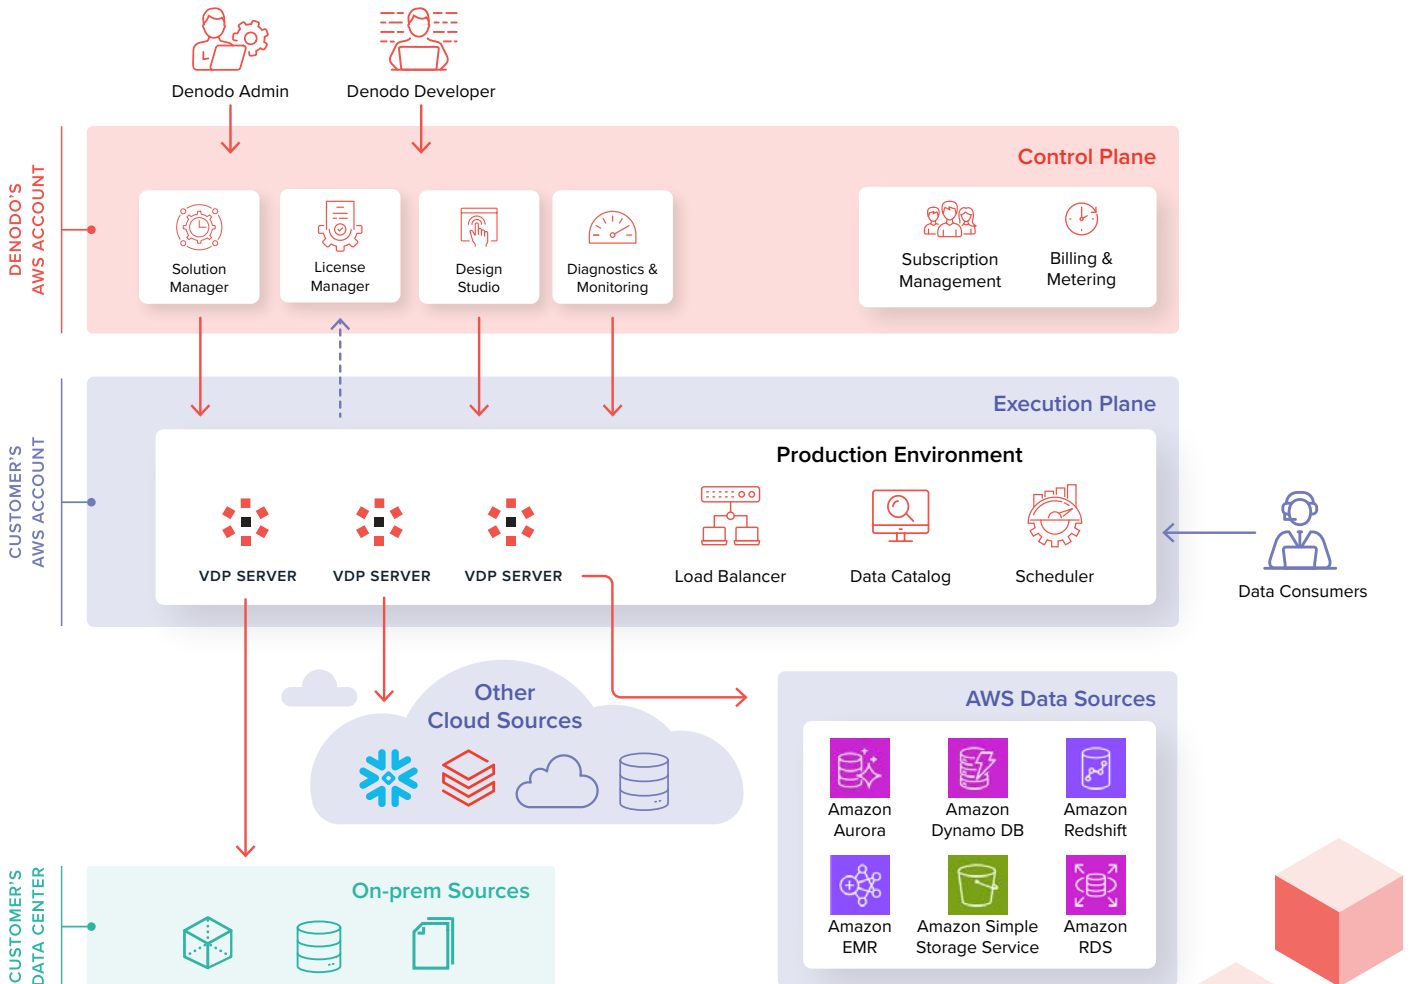 Denodo Admin
Denodo Developer
DENODO'S
AWS ACCOUNT
Control Plane
Solution
Manager
License
Manager
Design
Studio
Diagnostics &
Monitoring
Subscription
Management
Billing &
Metering
CUSTOMER'S
AWS ACCOUNT
Execution Plane
Production Environment
VDP SERVER
VDP SERVER
VDP SERVER
Load Balancer
Data Catalog
Scheduler
Data Consumers
Other
Cloud Sources
AWS Data Sources
Amazon
Aurora
Amazon
Dynamo DB
Amazon
Redshift
Amazon
EMR
Amazon Simple
Storage Service
Amazon
RDS
CUSTOMER'S
DATA CENTER
On-prem Sources